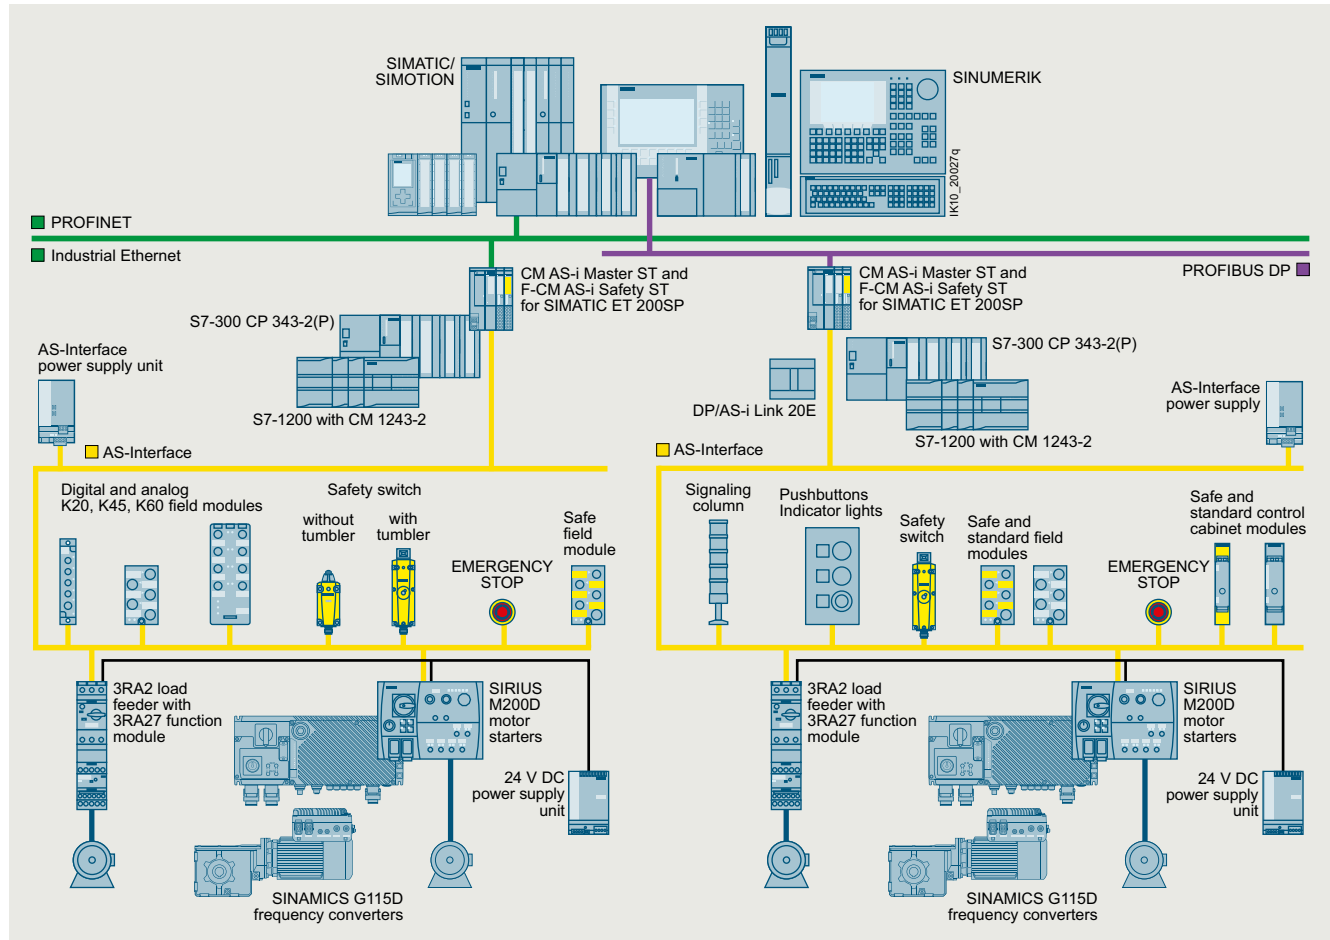 SIMATIC/
SIMOTION
SINUMERIK
IK10_20027q
PROFINET
Industrial Ethernet
PROFIBUS DP
CM AS-i Master ST and
F-CM AS-i Safety ST
for SIMATIC ET 200SP
CM AS-i Master ST and
F-CM AS-i Safety ST
for SIMATIC ET 200SP
S7-300 CP 343-2(P)
S7-300 CP 343-2(P)
AS-Interface
power supply unit
S7-1200 with CM 1243-2
DP/AS-i Link 20E
S7-1200 with CM 1243-2
AS-Interface
power supply
AS-Interface
AS-Interface
Digital and analog
K20, K45, K60 field modules
Safety switch
without
tumbler
with
tumbler
EMERGENCY
STOP
Safe
field
module
Signaling
column
Pushbuttons
Indicator lights
Safety
switch
Safe and
standard field
modules
EMERGENCY
STOP
Safe and
standard control
cabinet modules
3RA2 load
feeder with
3RA27 function
module
SIRIUS
M200D
motor
starters
24 V DC
power supply
unit
SINAMICS G115D
frequency converters
3RA2 load
feeder with
3RA27 function
module
SIRIUS
M200D
motor
starters
24 V DC
power supply
unit
SINAMICS G115D
frequency converters